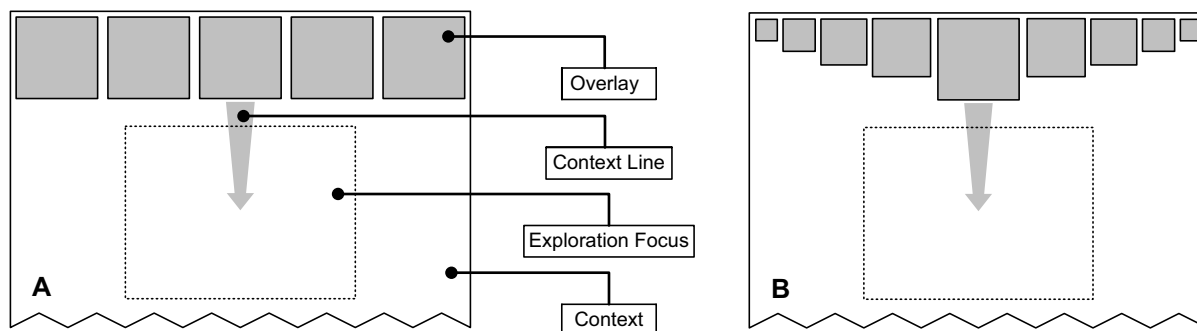 Overlay
Context Line
Exploration Focus
A
Context
B